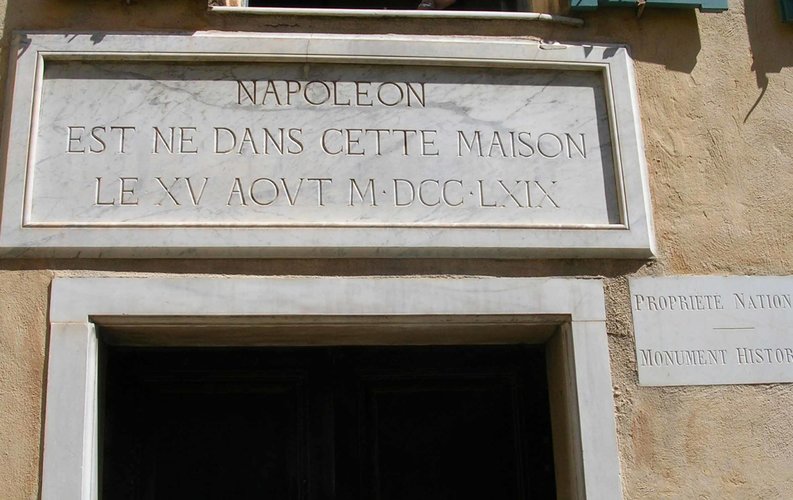 NAPOLEON
EST NE DANS CETTE MAISON
LE XV AOVT M·DCC·LXIX
PROPRIETE NATION
MONUMENT HISTOR